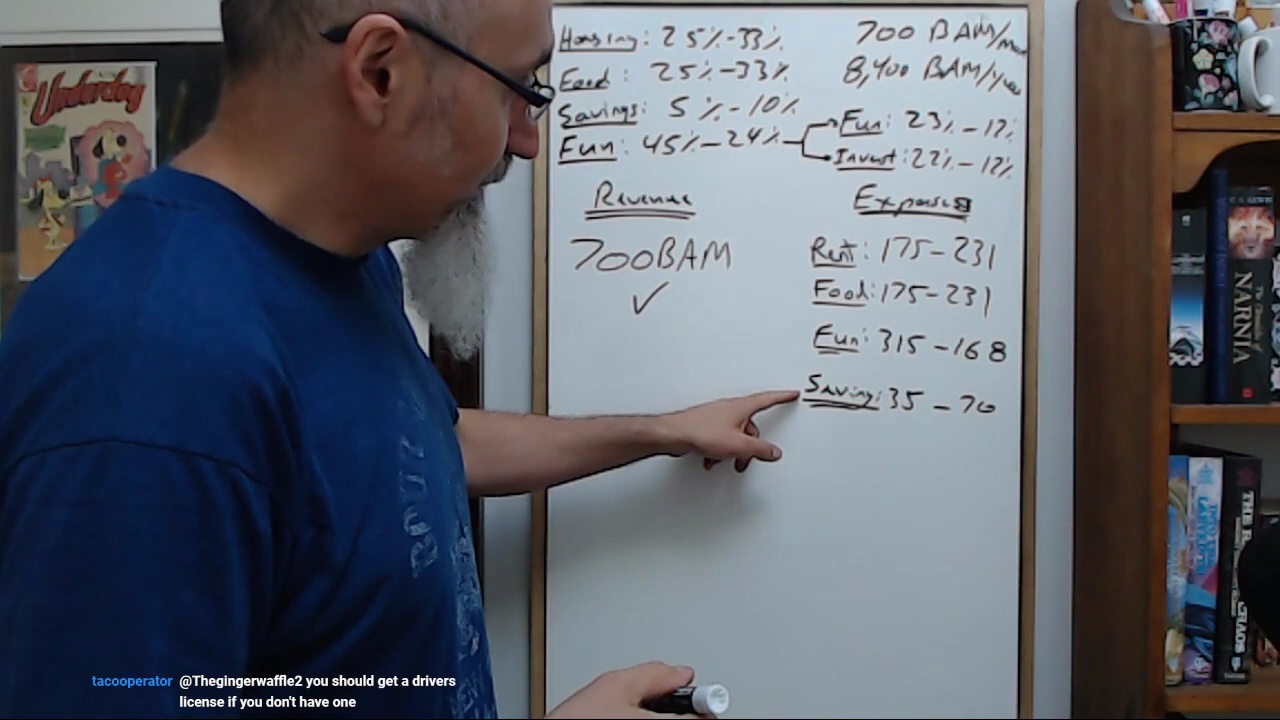 Underdog
Housing: 25%-33%
Food: 25%-33%
Savings: 5%-10%
Fun: 45%-24%
700 BAM/
8,400 BAM/
Fun: 23%-12%
Invest: 22%-12%
Revenue
700BAM
✓
Expenses
Rent: 175-231
Food: 175-231
Fun: 315-168
Saving: 35-70
NARNIA
tacooperator @Thegingerwaffle2 you should get a drivers
license if you don't have one